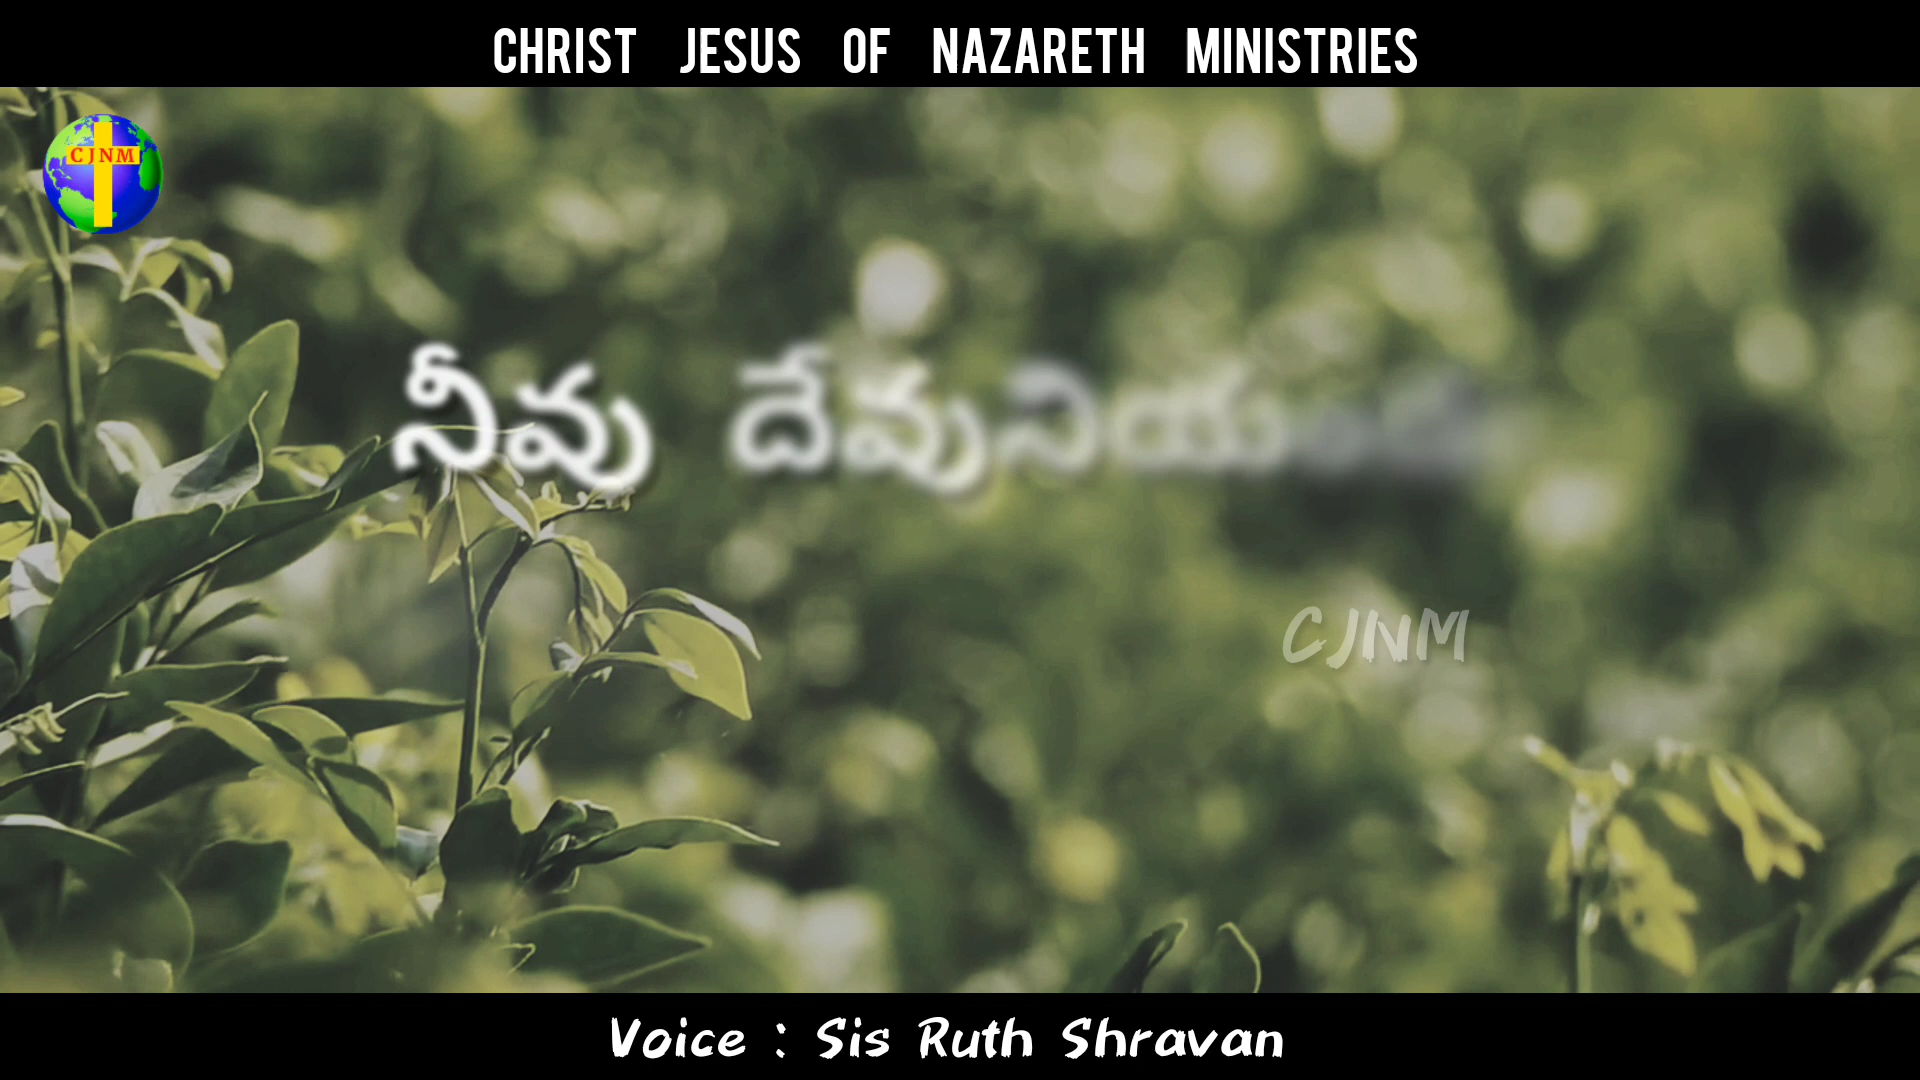 CHRIST JESUS OF NAZARETH MINISTRIES
CJNM
నీవు
CJNM
Voice : Sis Ruth Shravan